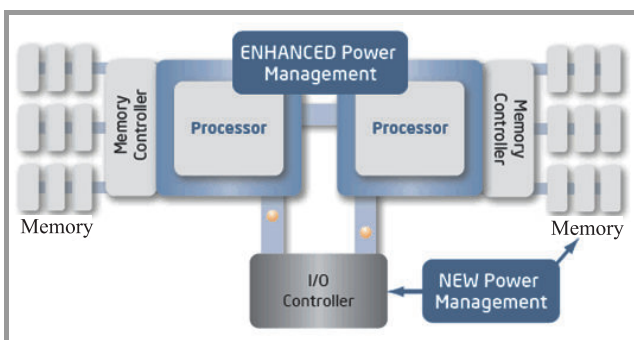 ENHANCED Power
Management
Memory
Controller
Processor
Processor
Memory
Controller
Memory
Memory
I/O
Controller
NEW Power
Management